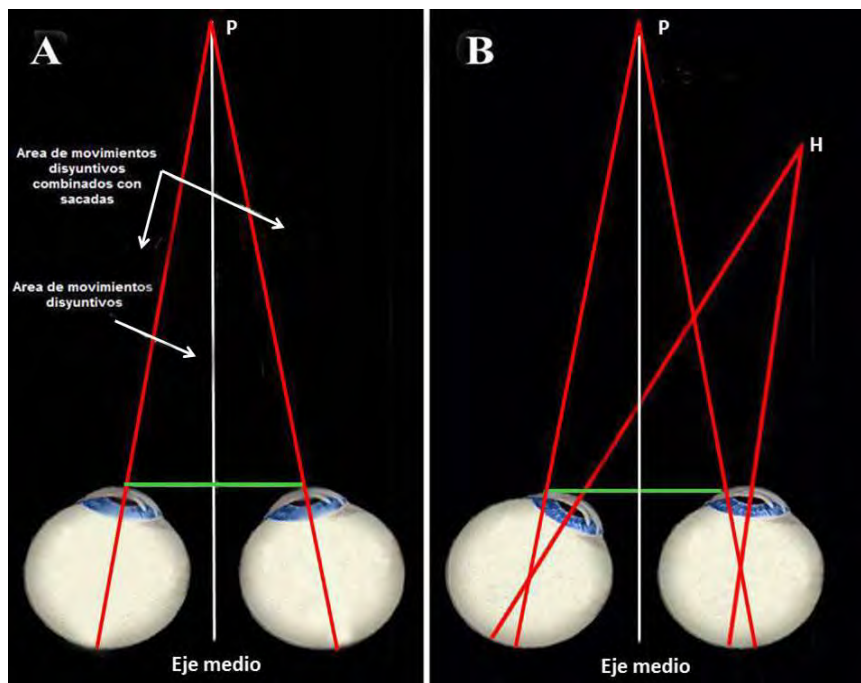 A
P
Area de movimientos
disyuntivos
combinados con
sacadas
Area de movimientos
disyuntivos
Eje medio
B
P
H
Eje medio